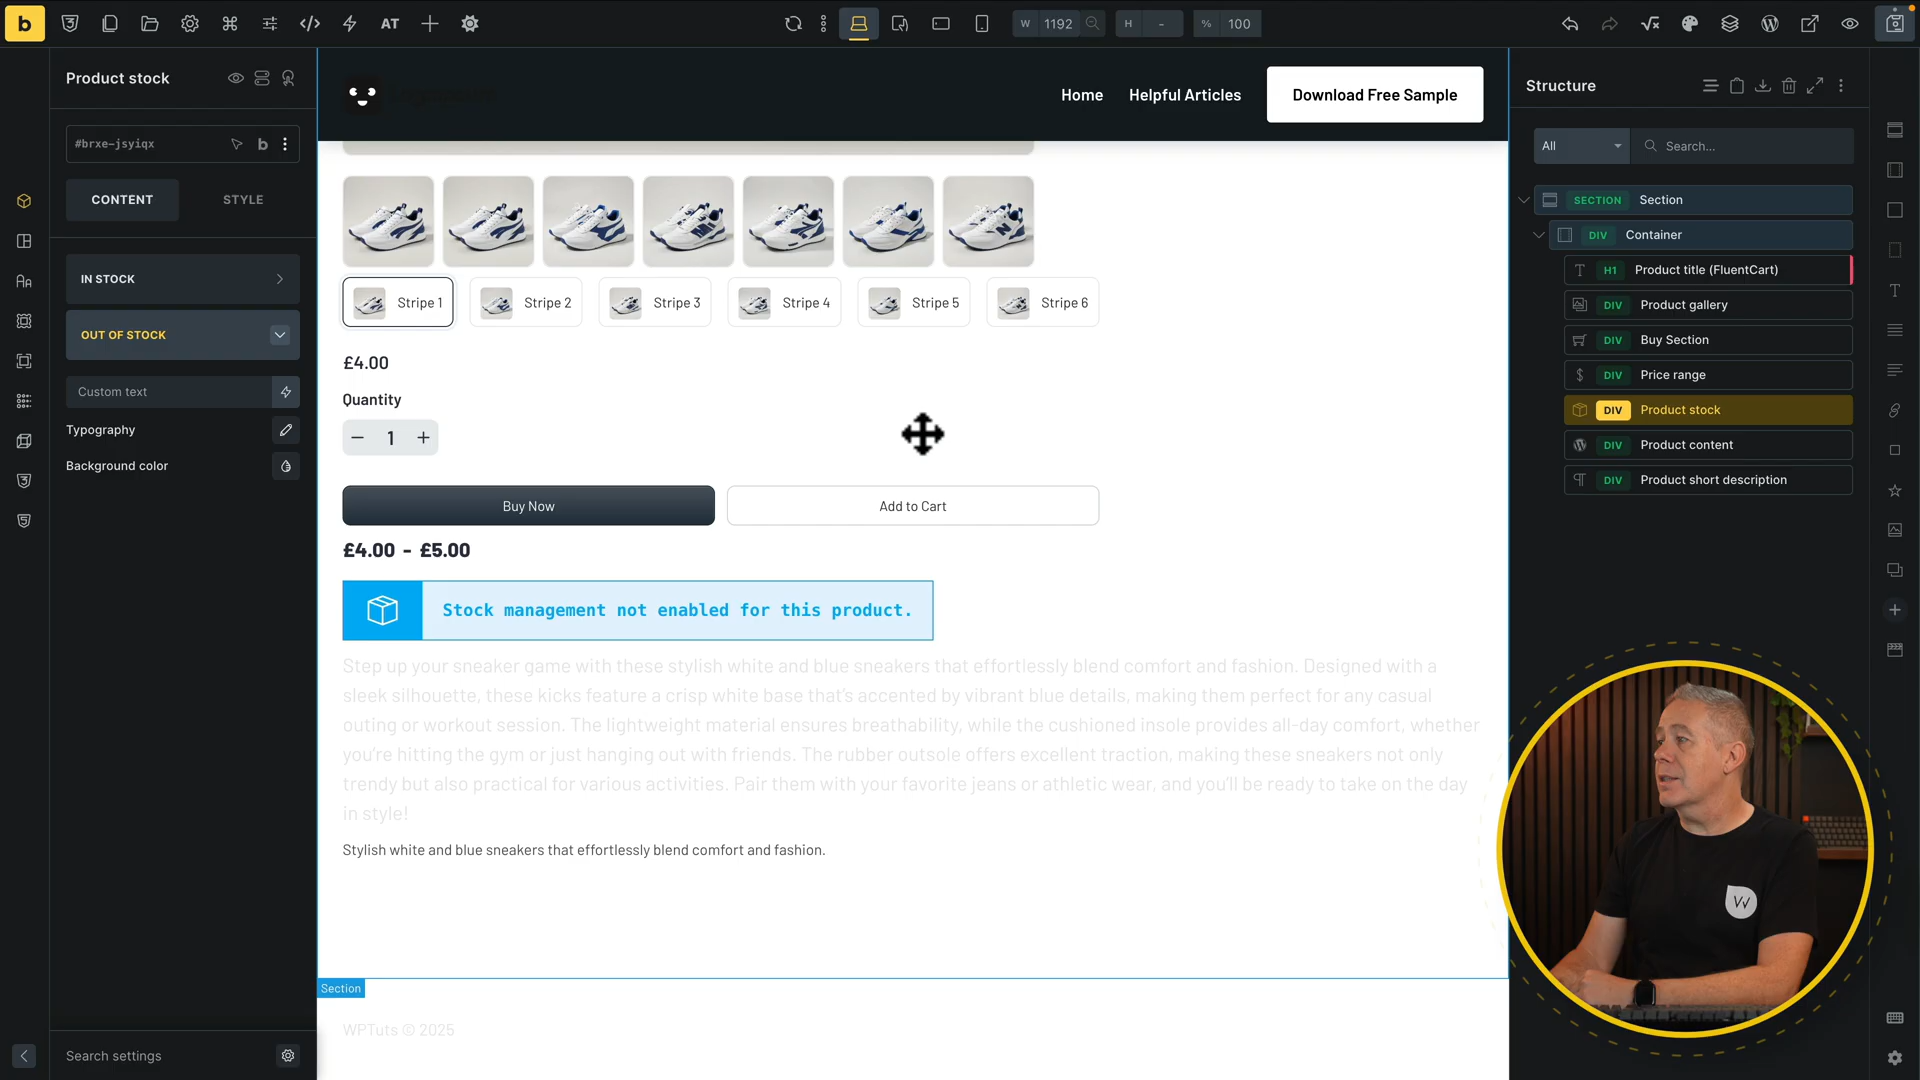 b
AT
W 1192
H -
% 100
Product stock
#brxe-jsyiqx
b
CONTENT
STYLE
IN STOCK
OUT OF STOCK
Custom text
Typography
Background color
Search settings
Home
Helpful Articles
Download Free Sample
Stripe 1
Stripe 2
Stripe 3
Stripe 4
Stripe 5
Stripe 6
£4.00
Quantity
− 1 +
Buy Now
Add to Cart
£4.00 - £5.00
Stock management not enabled for this product.
Step up your sneaker game with these stylish white and blue sneakers that effortlessly blend comfort and fashion. Designed with a
sleek silhouette, these kicks feature a crisp white base that's accented by vibrant blue details, making them perfect for any casual
outing or workout session. The lightweight material ensures breathability, while the cushioned insole provides all-day comfort, whether
you're hitting the gym or just hanging out with friends. The rubber outsole offers excellent traction, making these sneakers not only
trendy but also practical for various activities. Pair them with your favorite jeans or athletic wear, and you'll be ready to take on the day
in style!
Stylish white and blue sneakers that effortlessly blend comfort and fashion.
Section
WPTuts © 2025
Structure
All
Search...
SECTION Section
DIV Container
H1 Product title (FluentCart)
DIV Product gallery
DIV Buy Section
DIV Price range
DIV Product stock
DIV Product content
DIV Product short description
W